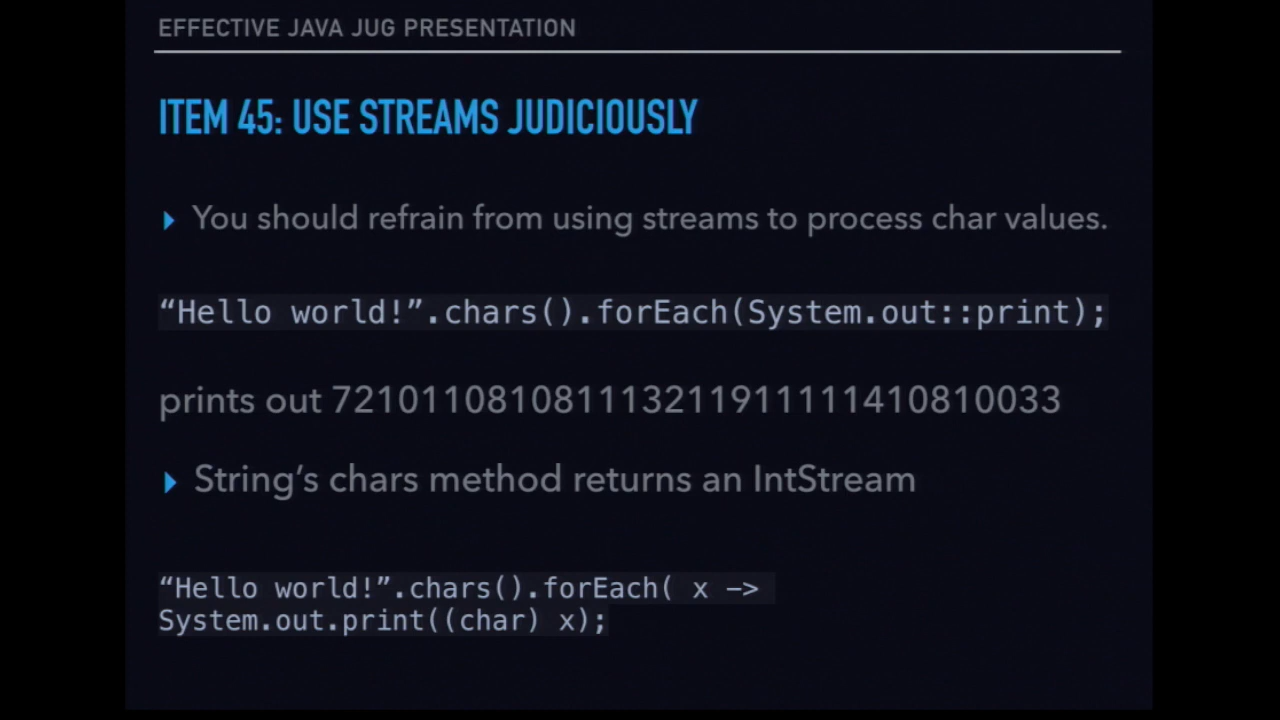 EFFECTIVE JAVA JUG PRESENTATION
ITEM 45: USE STREAMS JUDICIOUSLY
▸ You should refrain from using streams to process char values.
“Hello world!”.chars().forEach(System.out::print);
prints out 721011081081113211911111410810033
▸ String’s chars method returns an IntStream
“Hello world!”.chars().forEach( x –>
System.out.print((char) x);